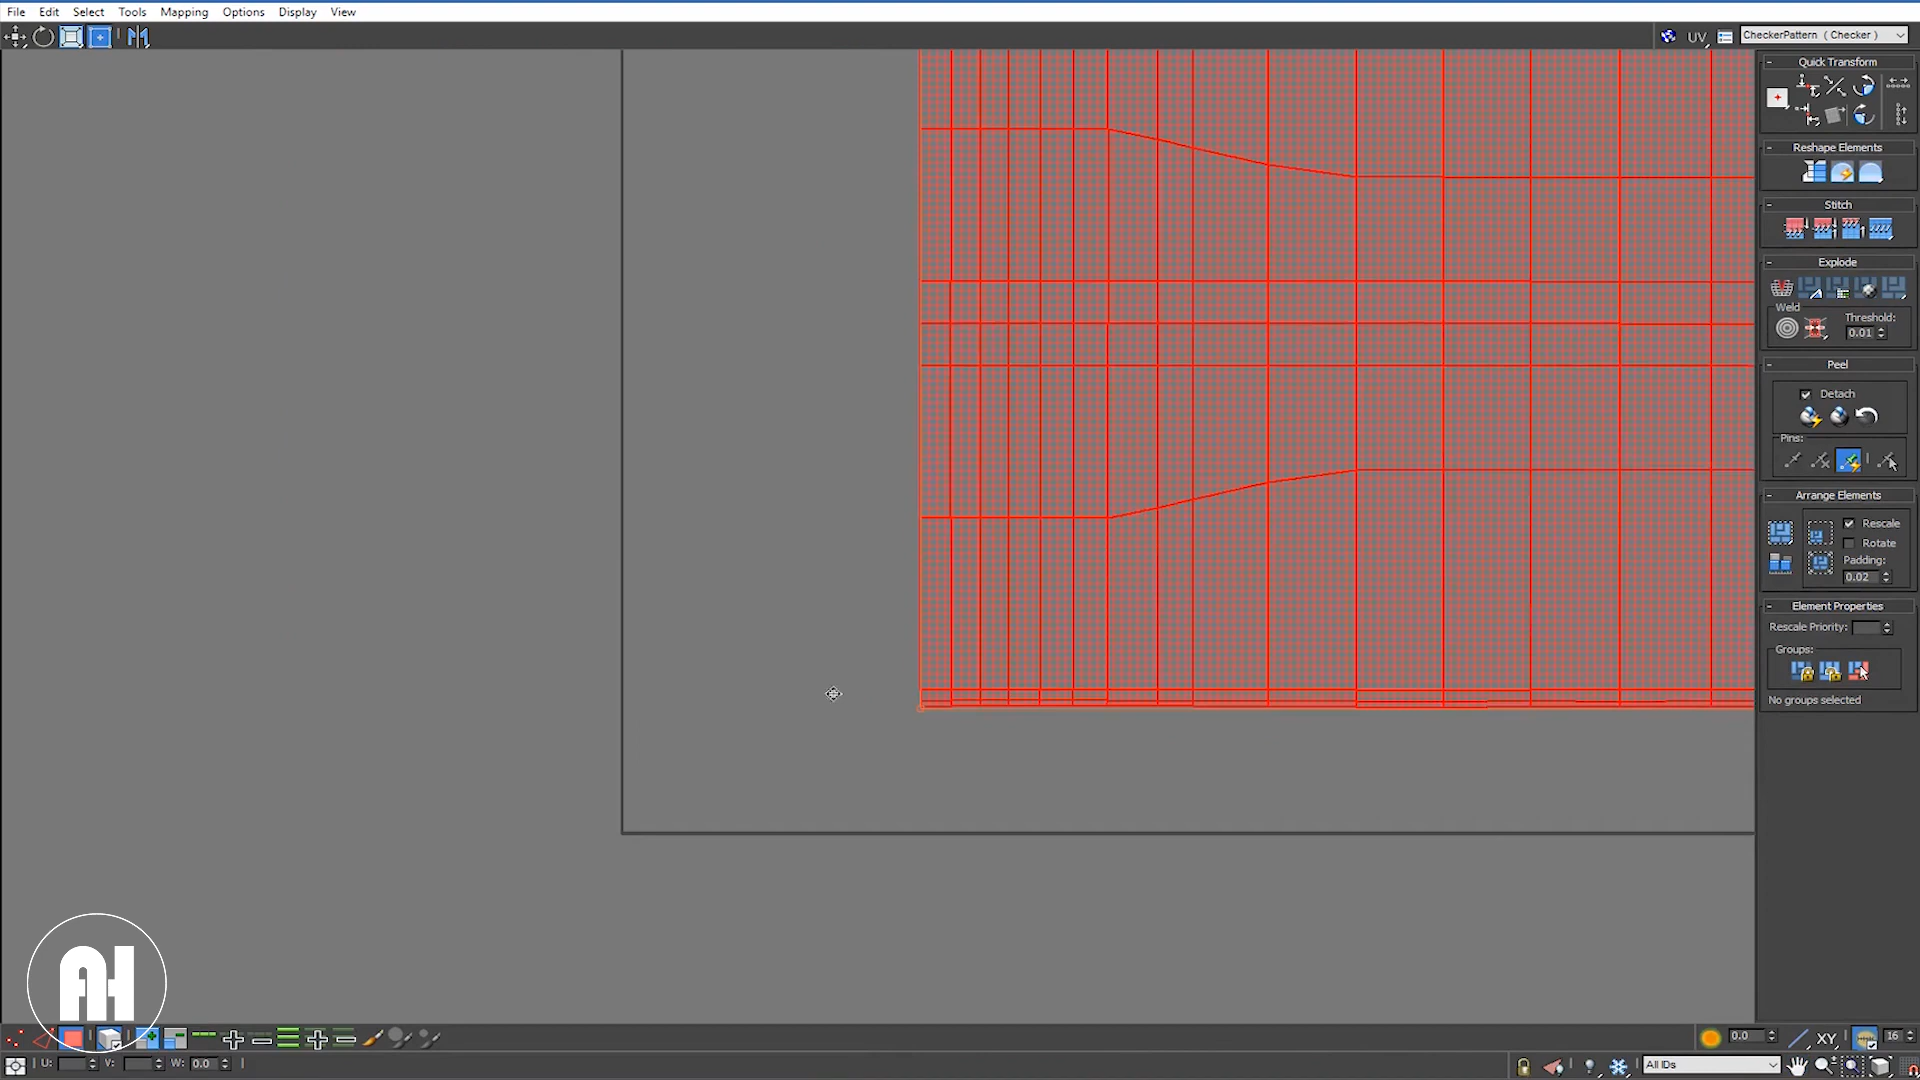 File Edit Select Tools Mapping Options Display View
UV CheckerPattern ( Checker )
Quick Transform
Reshape Elements
Stitch
Explode
Weld
Threshold:
0.01
Peel
Detach
Pins:
Arrange Elements
Rescale
Rotate
Padding:
0.02
Element Properties
Rescale Priority:
Groups:
No groups selected
AH
0.0 XY 16
U: V: W: 0.0 All IDs